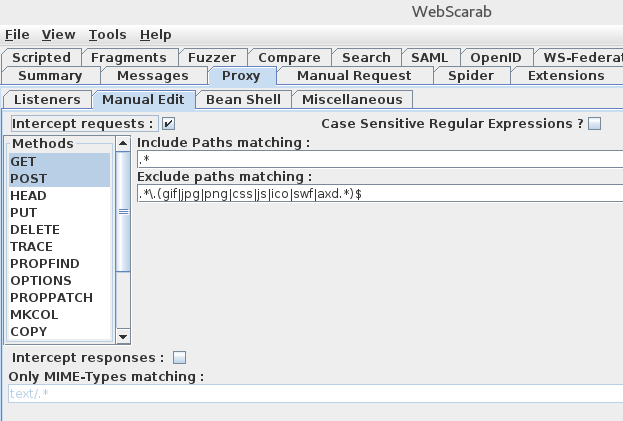 WebScarab
File View Tools Help
Scripted Fragments Fuzzer Compare Search SAML OpenID WS-Federat
Summary Messages Proxy Manual Request Spider Extensions
Listeners Manual Edit Bean Shell Miscellaneous
Intercept requests : Case Sensitive Regular Expressions ?
Methods
GET
POST
HEAD
PUT
DELETE
TRACE
PROPFIND
OPTIONS
PROPPATCH
MKCOL
COPY
Include Paths matching :
.*
Exclude paths matching :
.*\.(gif|jpg|png|css|js|ico|swf|axd.*)$
Intercept responses :
Only MIME-Types matching :
text/.*